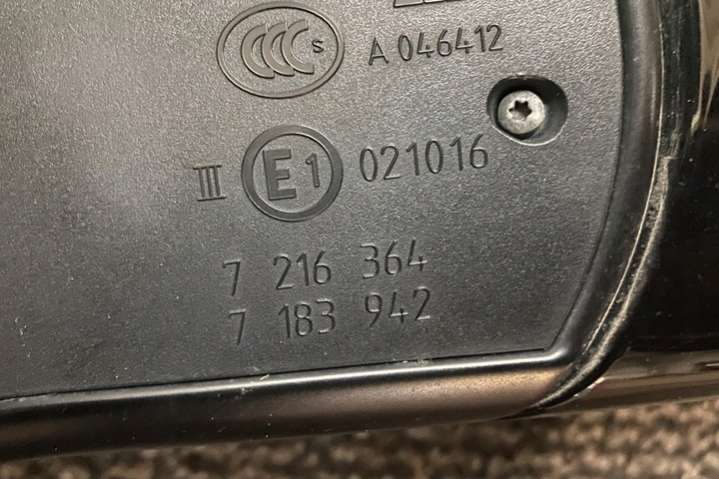 CCC S
A 046412
III E1 021016
7 216 364
7 183 942